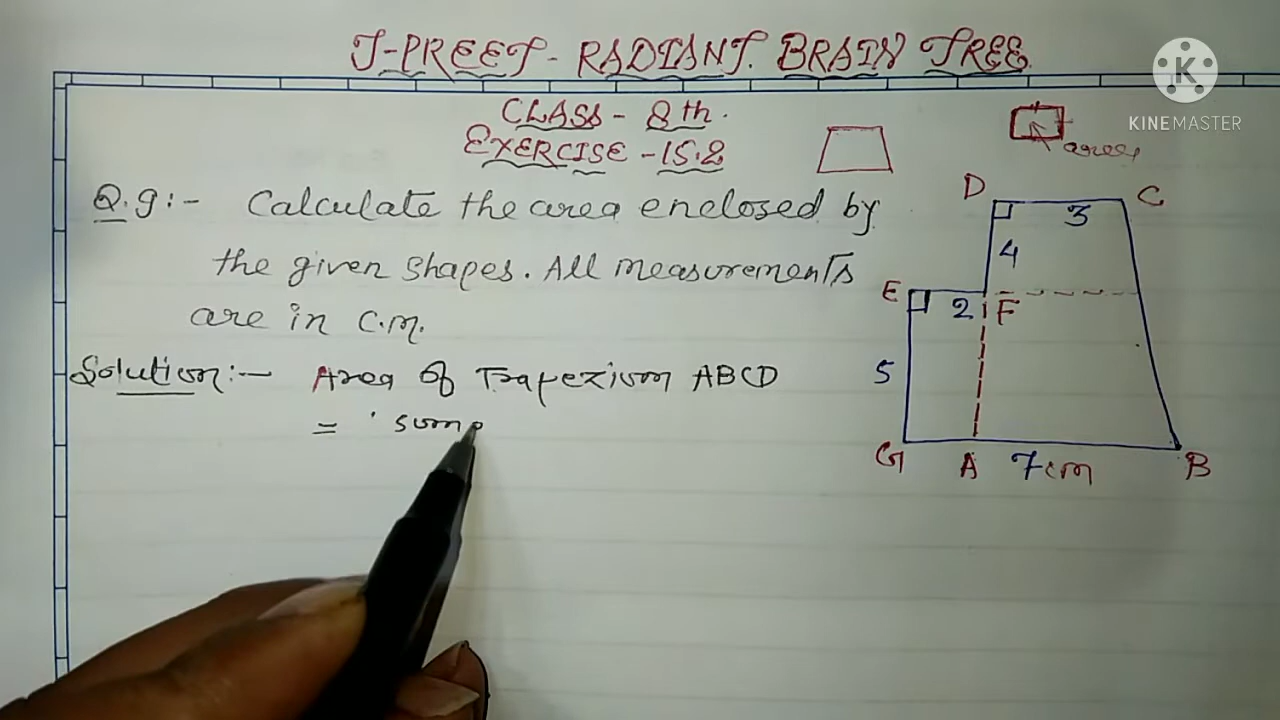 J-PREET-RADIANT. BRAIN TREE.
CLASS - 8th.
EXERCISE - 15.2
KINEMASTER
K
area
Q.9:- Calculate the area enclosed by
the given shapes. All measurements
are in c.m.
Solution:- Area of Trapezium ABCD
= sum
D C
3
4
E 2 F
5
G A 7cm B